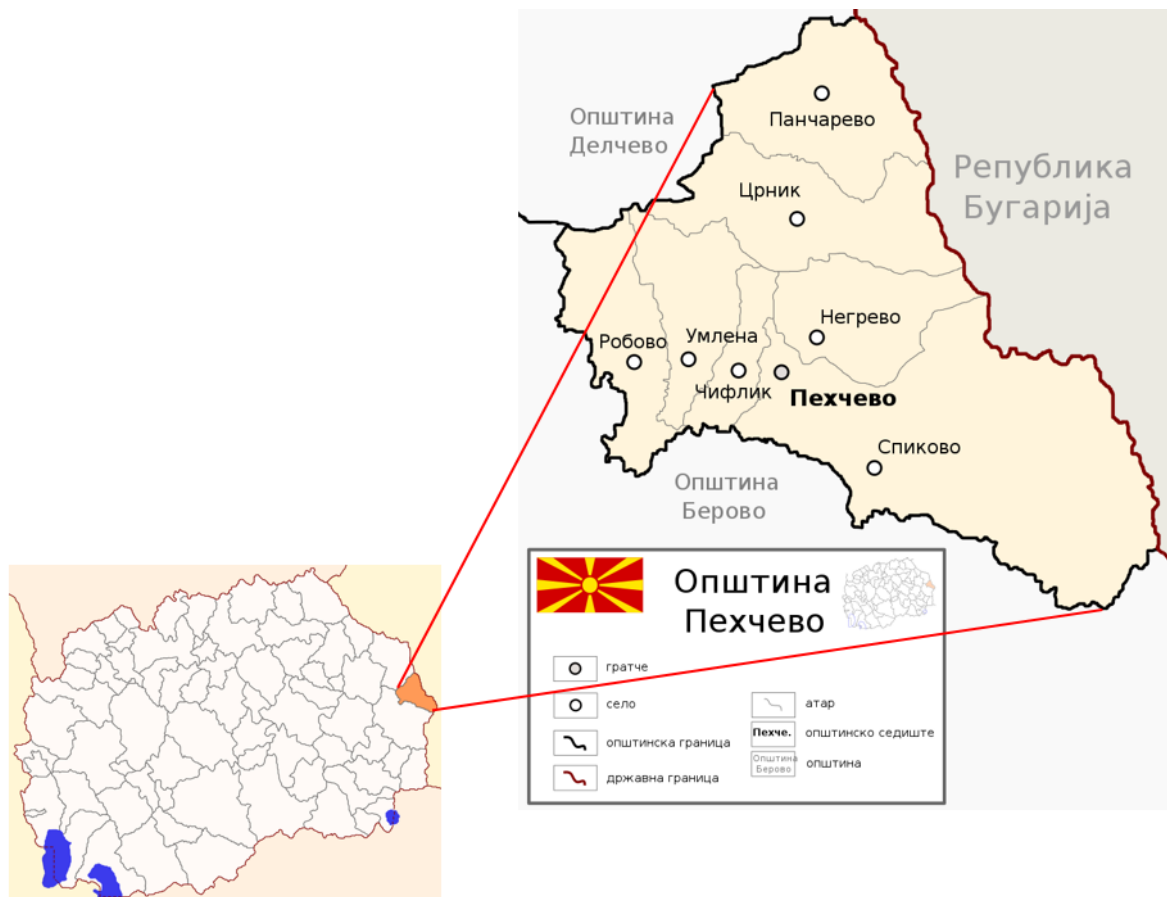 Општина
Делчево
Панчарево
Република
Бугарија
Црник
Негрево
Робово
Умлена
Чифлик
Пехчево
Спиково
Општина
Берово
Општина
Пехчево
гратче
село
општинска граница
државна граница
атар
Пехче.
општинско седиште
Општина
Берово
општина